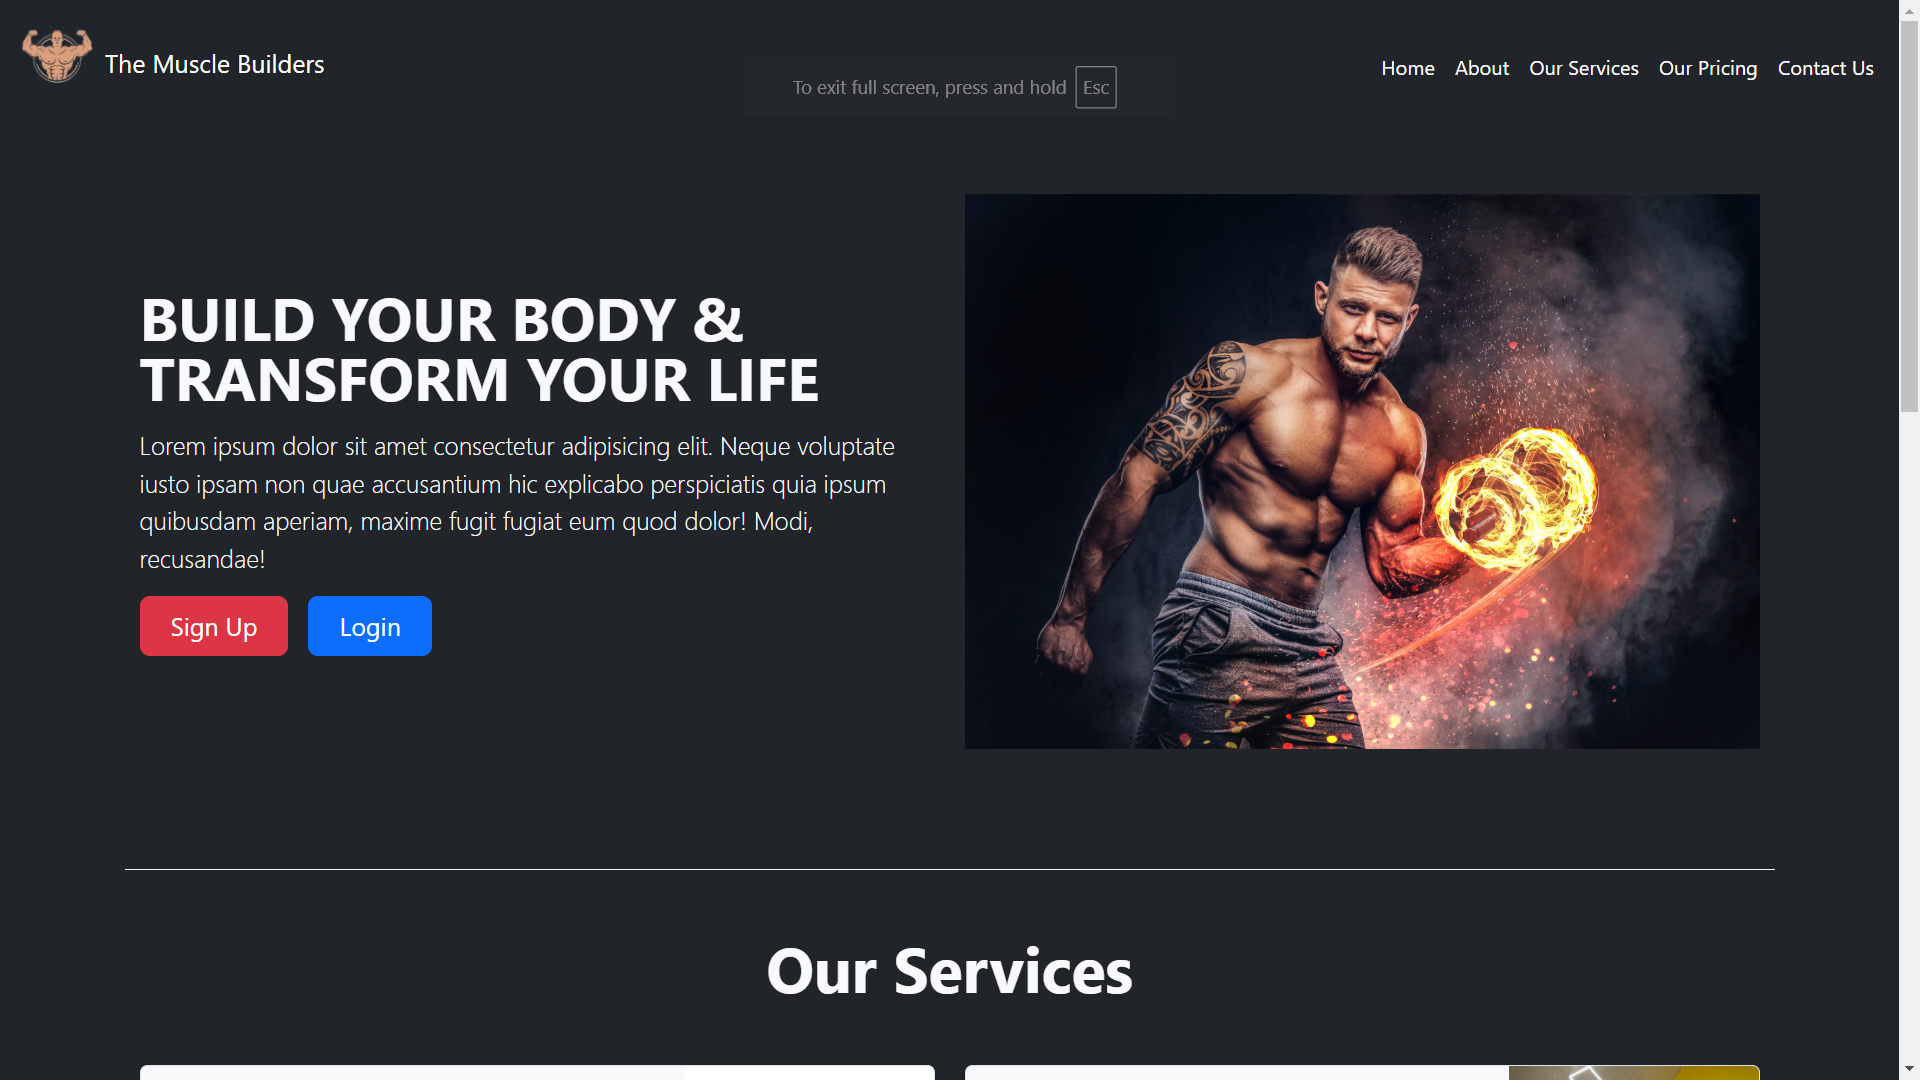 The Muscle Builders
To exit full screen, press and hold Esc
Home About Our Services Our Pricing Contact Us
BUILD YOUR BODY &
TRANSFORM YOUR LIFE
Lorem ipsum dolor sit amet consectetur adipisicing elit. Neque voluptate
iusto ipsam non quae accusantium hic explicabo perspiciatis quia ipsum
quibusdam aperiam, maxime fugit fugiat eum quod dolor! Modi,
recusandae!
Sign Up Login
Our Services